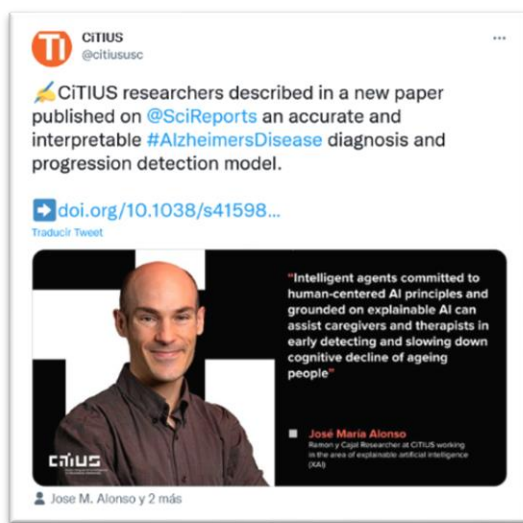 CiTIUS
@citiususc
CiTIUS researchers described in a new paper
published on @SciReports an accurate and
interpretable #AlzheimersDisease diagnosis and
progression detection model.
doi.org/10.1038/s41598...
Traducir Tweet
"Intelligent agents committed to
human-centered AI principles and
grounded on explainable AI can
assist caregivers and therapists in
early detecting and slowing down
cognitive decline of ageing
people"
José María Alonso
Ramon y Cajal Researcher at CiTIUS working
in the area of explainable artificial intelligence
(XAI)
CiTIUS
Jose M. Alonso y 2 más